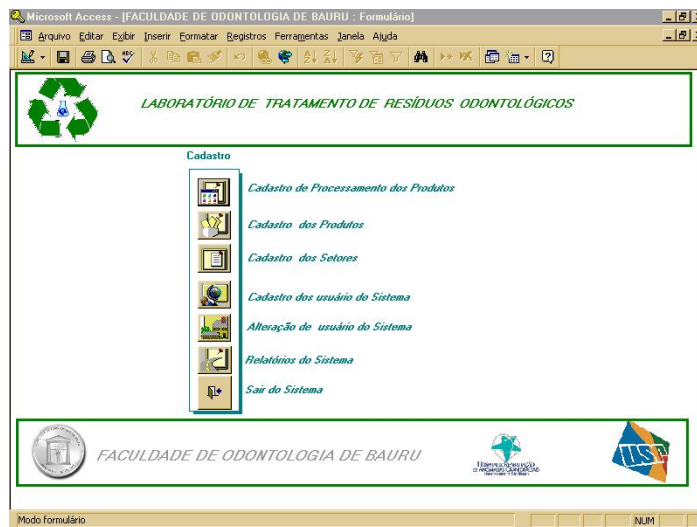 Microsoft Access - [FACULDADE DE ODONTOLOGIA DE BAURU : Formulário]
Arquivo Editar Exibir Inserir Formatar Registros Ferramentas Janela Ajuda
LABORATÓRIO DE TRATAMENTO DE RESÍDUOS ODONTOLÓGICOS
Cadastro
Cadastro de Processamento dos Produtos
Cadastro dos Produtos
Cadastro dos Setores
Cadastro dos usuário do Sistema
Alteração de usuário do Sistema
Relatórios do Sistema
Sair do Sistema
FACULDADE DE ODONTOLOGIA DE BAURU
USP
Modo formulário
NUM